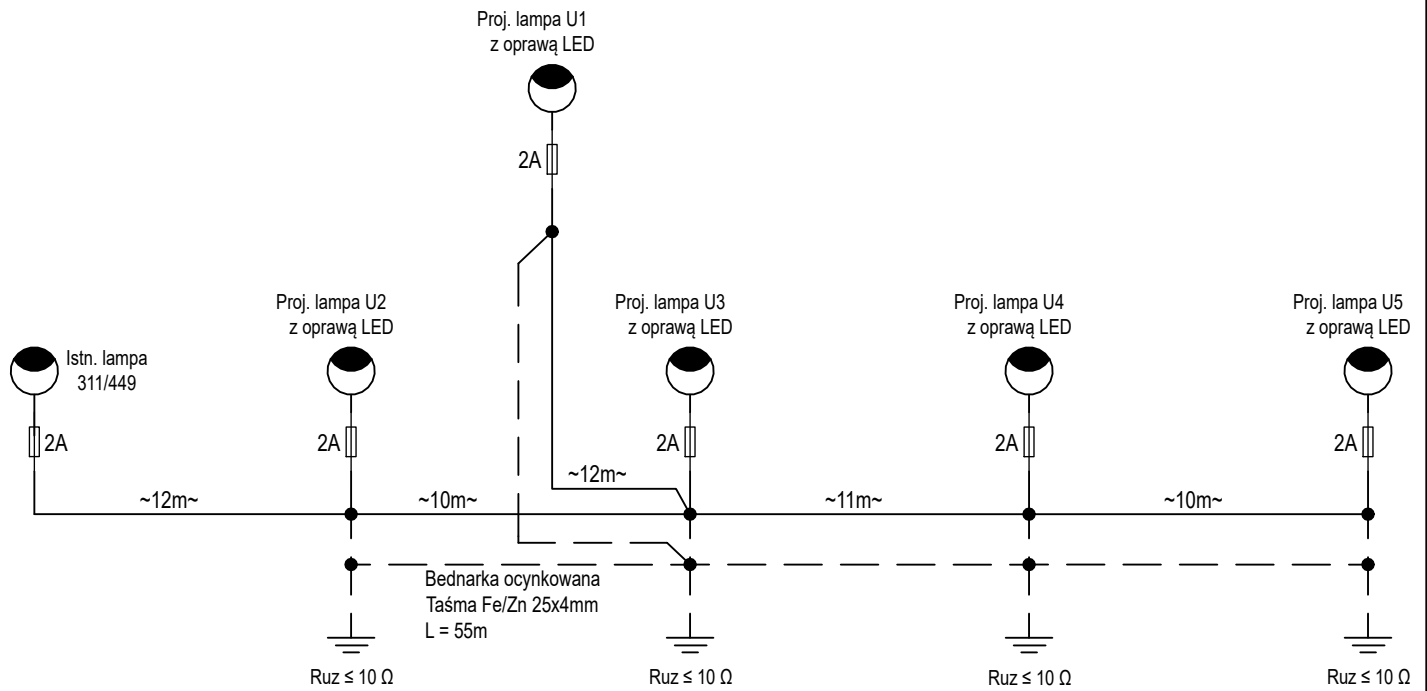 Proj. lampa U1
z oprawą LED
2A
Proj. lampa U2
z oprawą LED
Proj. lampa U3
z oprawą LED
Proj. lampa U4
z oprawą LED
Proj. lampa U5
z oprawą LED
Istn. lampa
311/449
2A
2A
2A
2A
2A
~12m~
~10m~
~12m~
~11m~
~10m~
Bednarka ocynkowana
Taśma Fe/Zn 25x4mm
L = 55m
Ruz ≤ 10 Ω
Ruz ≤ 10 Ω
Ruz ≤ 10 Ω
Ruz ≤ 10 Ω